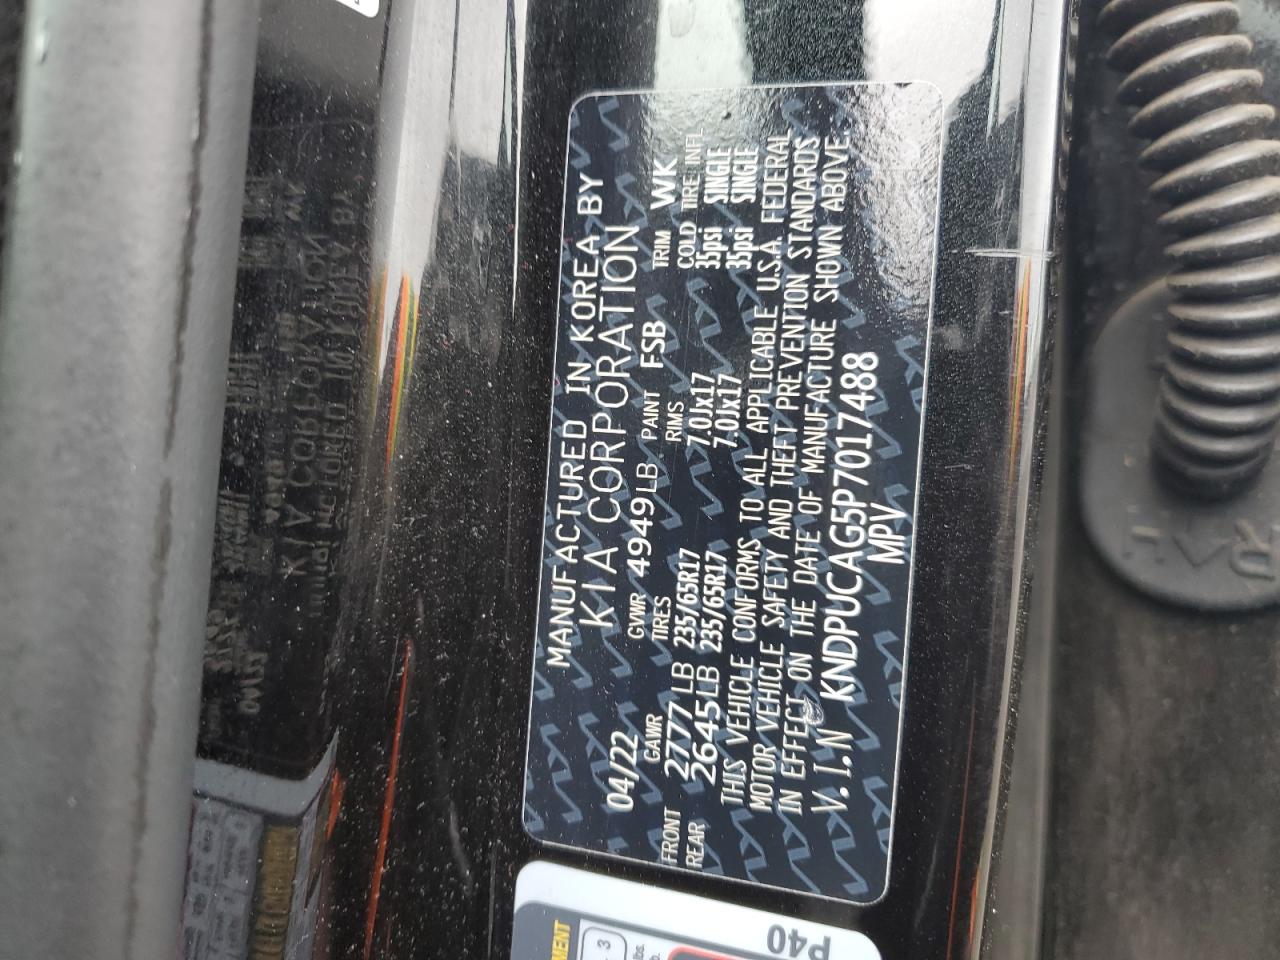 MANUFACTURED IN KOREA BY
KIA CORPORATION
04/22 GVWR 4949LB PAINT FSB TRIM WK
GAWR TIRES RIMS COLD TIRE INFL
FRONT 2777LB 235/65R17 7.0Jx17 35psi SINGLE
REAR 2645LB 235/65R17 7.0Jx17 35psi SINGLE
THIS VEHICLE CONFORMS TO ALL APPLICABLE U.S.A. FEDERAL
MOTOR VEHICLE SAFETY AND THEFT PREVENTION STANDARDS
IN EFFECT ON THE DATE OF MANUFACTURE SHOWN ABOVE.
V.I.N KNDPUCAG5P7017488
MPV
P40